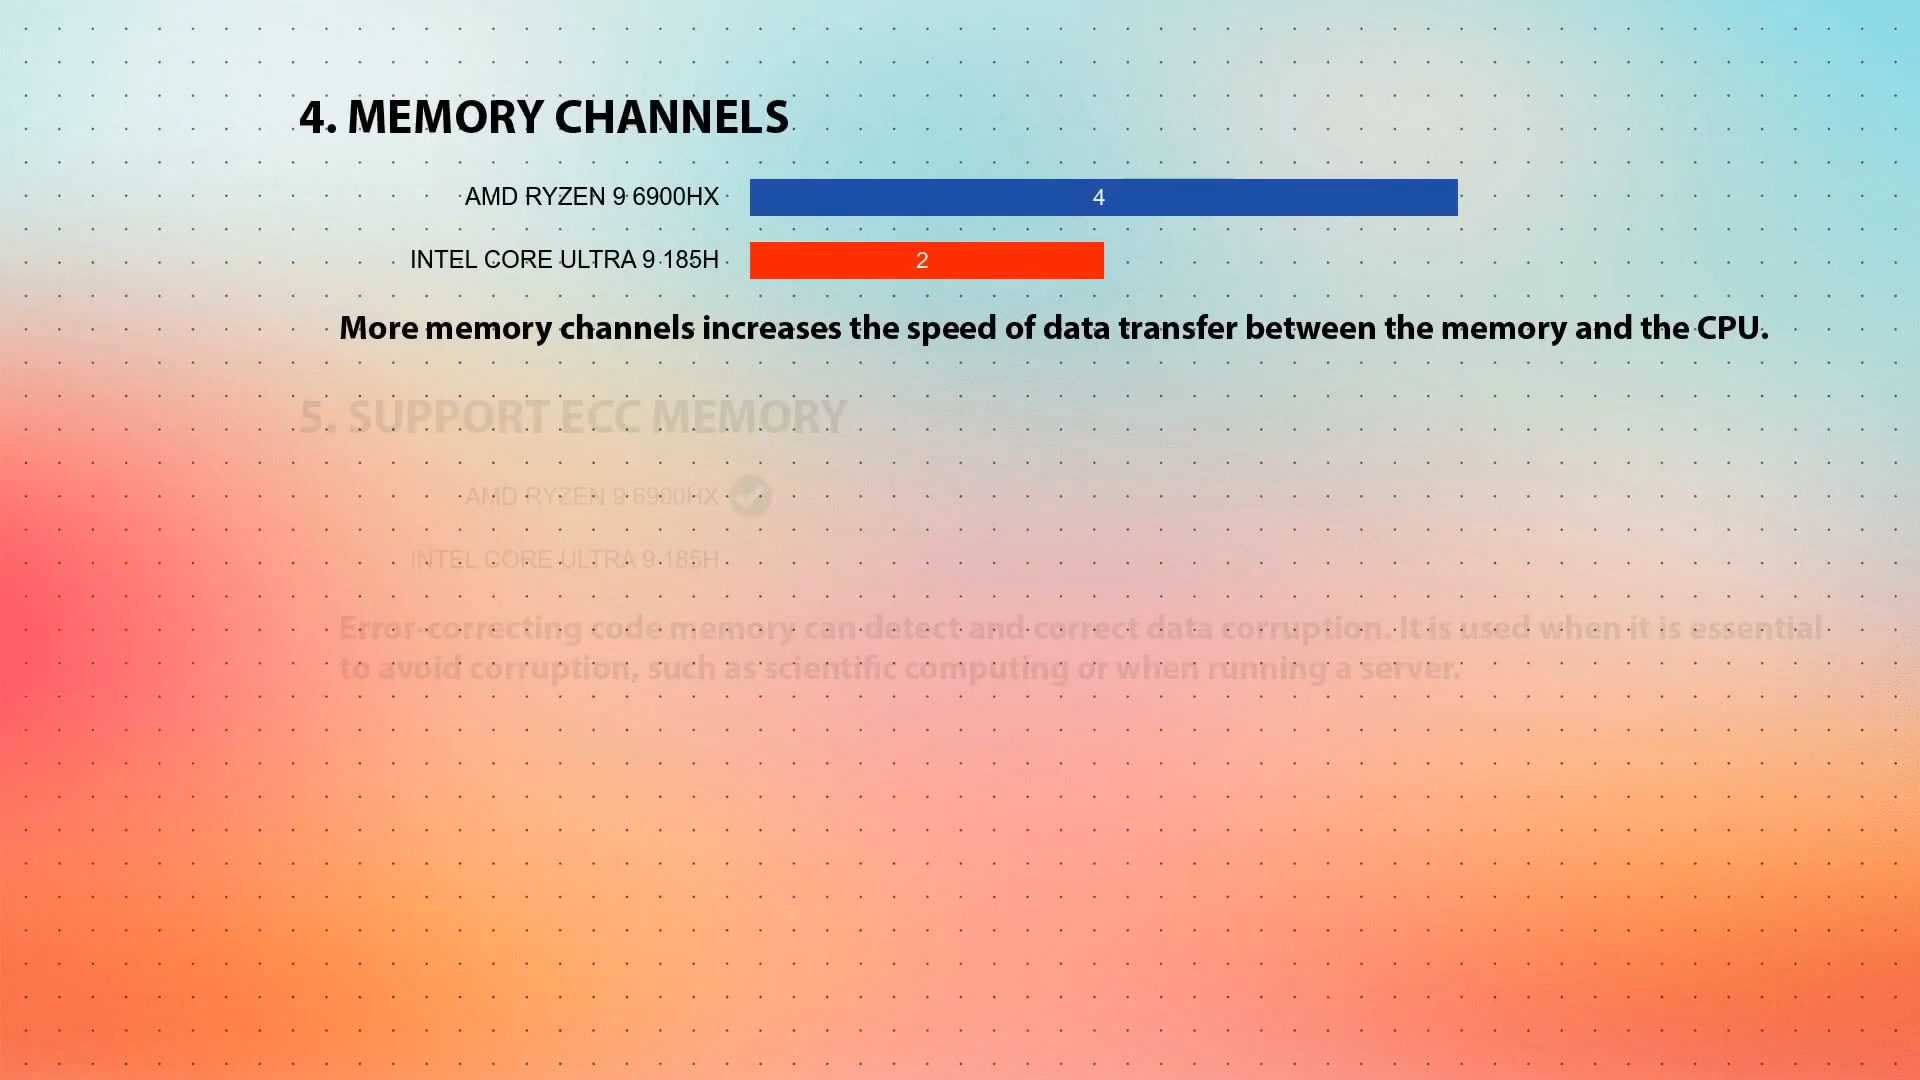 4. MEMORY CHANNELS
AMD RYZEN 9 6900HX
4
INTEL CORE ULTRA 9 185H
2
More memory channels increases the speed of data transfer between the memory and the CPU.
5. SUPPORT ECC MEMORY
AMD RYZEN 9 6900HX
INTEL CORE ULTRA 9 185H
Error-correcting code memory can detect and correct data corruption. It is used when it is essential
to avoid corruption, such as scientific computing or when running a server.